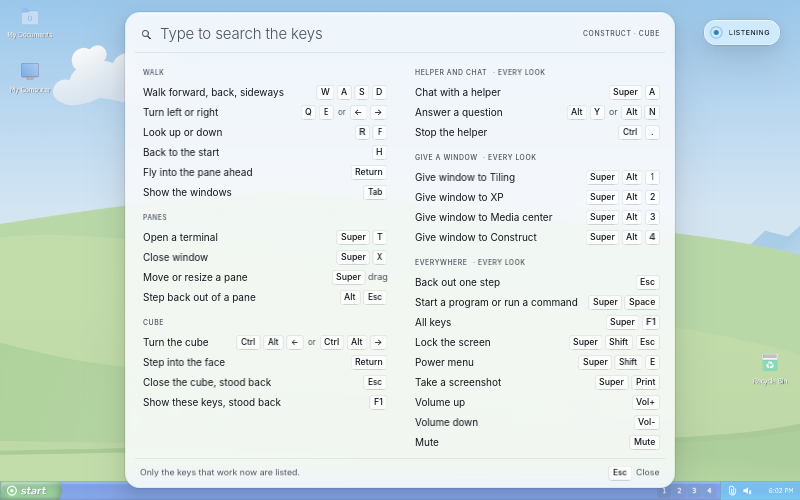 My Documents
My Computer
Type to search the keys
CONSTRUCT · CUBE
LISTENING
WALK
Walk forward, back, sideways W A S D
Turn left or right Q E or ← →
Look up or down R F
Back to the start H
Fly into the pane ahead Return
Show the windows Tab
PANES
Open a terminal Super T
Close window Super X
Move or resize a pane Super drag
Step back out of a pane Alt Esc
CUBE
Turn the cube Ctrl Alt ← or Ctrl Alt →
Step into the face Return
Close the cube, stood back Esc
Show these keys, stood back F1
HELPER AND CHAT · EVERY LOOK
Chat with a helper Super A
Answer a question Alt Y or Alt N
Stop the helper Ctrl .
GIVE A WINDOW · EVERY LOOK
Give window to Tiling Super Alt 1
Give window to XP Super Alt 2
Give window to Media center Super Alt 3
Give window to Construct Super Alt 4
EVERYWHERE · EVERY LOOK
Back out one step Esc
Start a program or run a command Super Space
All keys Super F1
Lock the screen Super Shift Esc
Power menu Super Shift E
Take a screenshot Super Print
Volume up Vol+
Volume down Vol-
Mute Mute
Recycle Bin
Only the keys that work now are listed.
Esc Close
start
1 2 3 4
6:02 PM